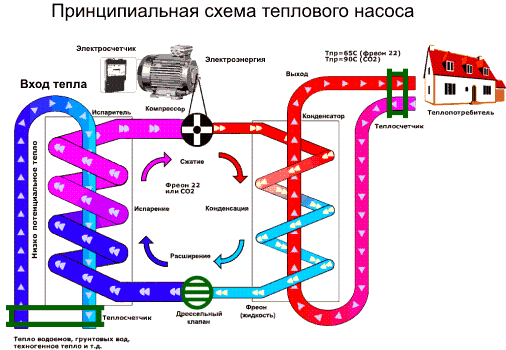 Принципиальная схема теплового насоса
Электросчетчик
Электроэнергия
Тпр=65С (фреон 22)
Тпр=90С (СО2)
Вход тепла
Выход
Испаритель
Компрессор
Конденсатор
Теплосчетчик
Теплопотребитель
Низко потенциальное тепло
Сжатие
Фреон 22
или СО2
Испарение
Конденсация
Расширение
Теплосчетчик
Дроссельный
клапан
Фреон
(жидкость)
Тепло водоемов, грунтовых вод,
техногенное тепло и т.д.